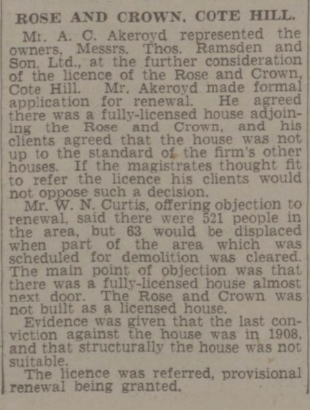 ROSE AND CROWN, COTE HILL.
Mr. A. C. Akeroyd represented the
owners, Messrs. Thos. Ramsden and
Son, Ltd., at the further consideration
of the licence of the Rose and Crown,
Cote Hill. Mr. Akeroyd made formal
application for renewal. He agreed
there was a fully-licensed house adjoin-
ing the Rose and Crown, and his
clients agreed that the house was not
up to the standard of the firm's other
houses. If the magistrates thought fit
to refer the licence his clients would
not oppose such a decision.
Mr. W. N. Curtis, offering objection to
renewal, said there were 521 people in
the area, but 63 would be displaced
when part of the area which was
scheduled for demolition was cleared.
The main point of objection was that
there was a fully-licensed house almost
next door. The Rose and Crown was
not built as a licensed house.
Evidence was given that the last con-
viction against the house was in 1908,
and that structurally the house was not
suitable.
The licence was referred, provisional
renewal being granted.